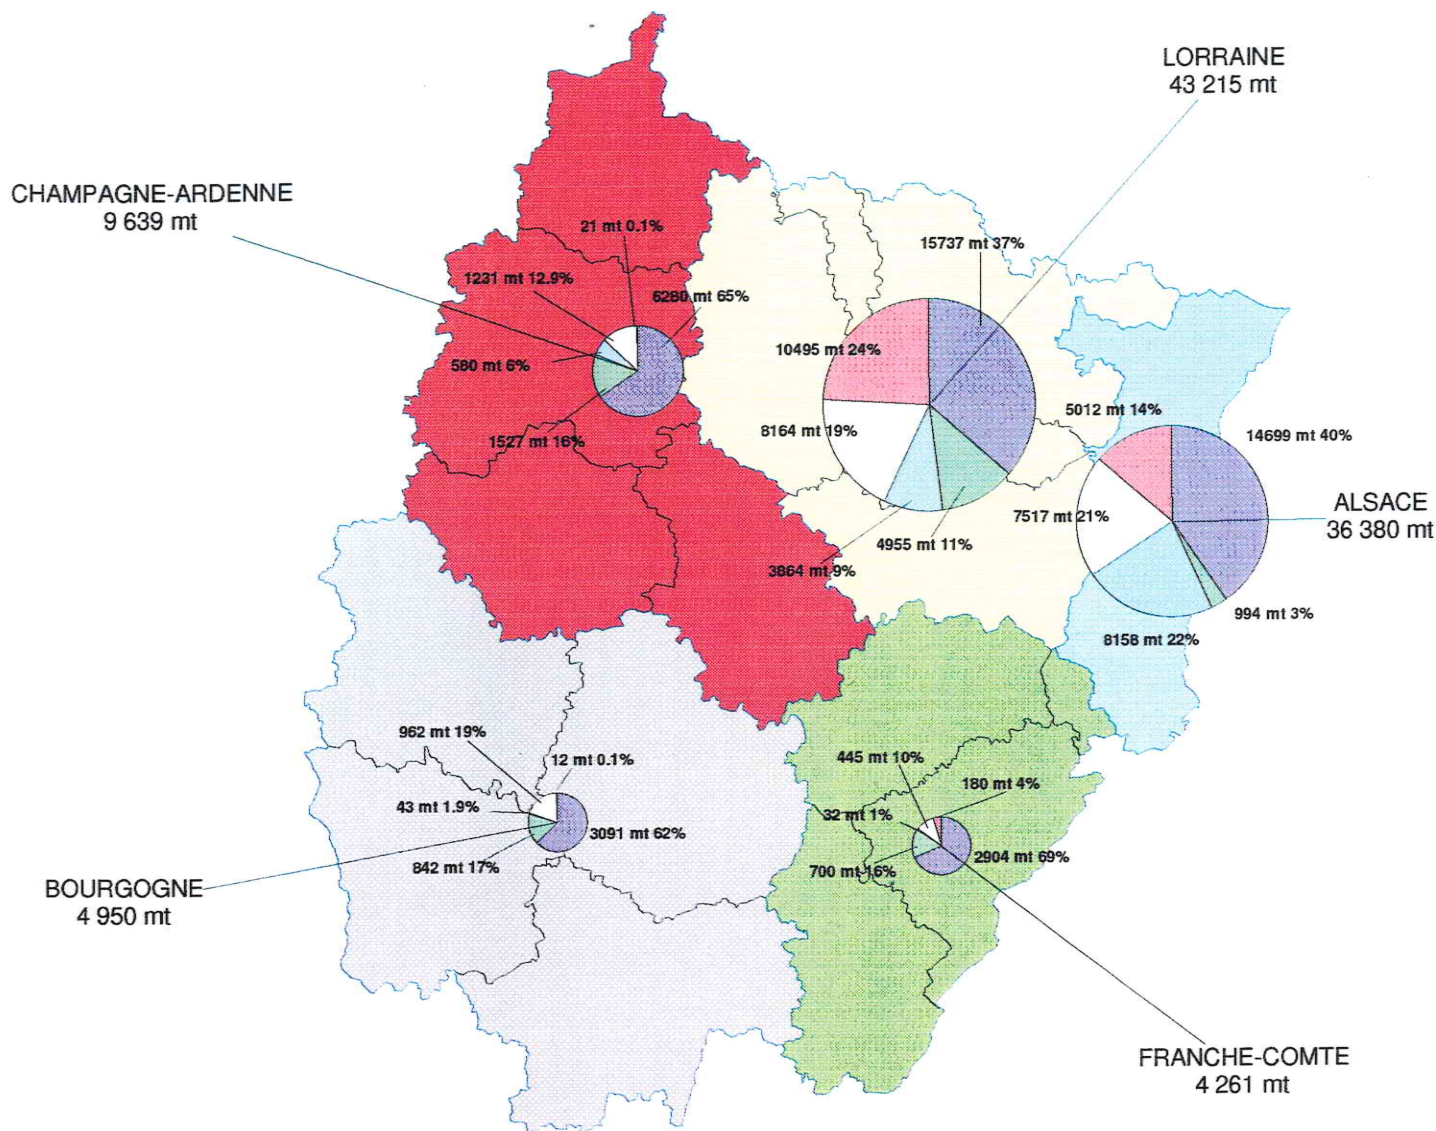 LORRAINE
43 215 mt
CHAMPAGNE-ARDENNE
9 639 mt
21 mt 0.1%
15737 mt 37%
1231 mt 12.9%
6280 mt 65%
10495 mt 24%
580 mt 6%
5012 mt 14%
8164 mt 19%
14699 mt 40%
1527 mt 16%
ALSACE
36 380 mt
7517 mt 21%
4955 mt 11%
3864 mt 9%
994 mt 3%
8158 mt 22%
962 mt 19%
12 mt 0.1%
445 mt 10%
180 mt 4%
43 mt 1.9%
32 mt 1%
3091 mt 62%
2904 mt 69%
842 mt 17%
700 mt 16%
BOURGOGNE
4 950 mt
FRANCHE-COMTE
4 261 mt